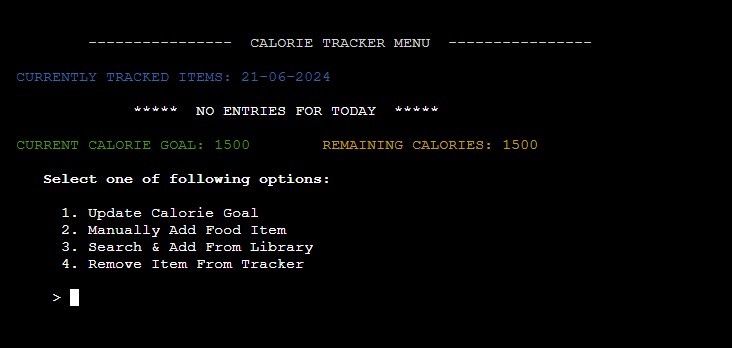 ---------------- CALORIE TRACKER MENU ----------------
CURRENTLY TRACKED ITEMS: 21-06-2024
***** NO ENTRIES FOR TODAY *****
CURRENT CALORIE GOAL: 1500 REMAINING CALORIES: 1500
Select one of following options:
1. Update Calorie Goal
2. Manually Add Food Item
3. Search & Add From Library
4. Remove Item From Tracker
>